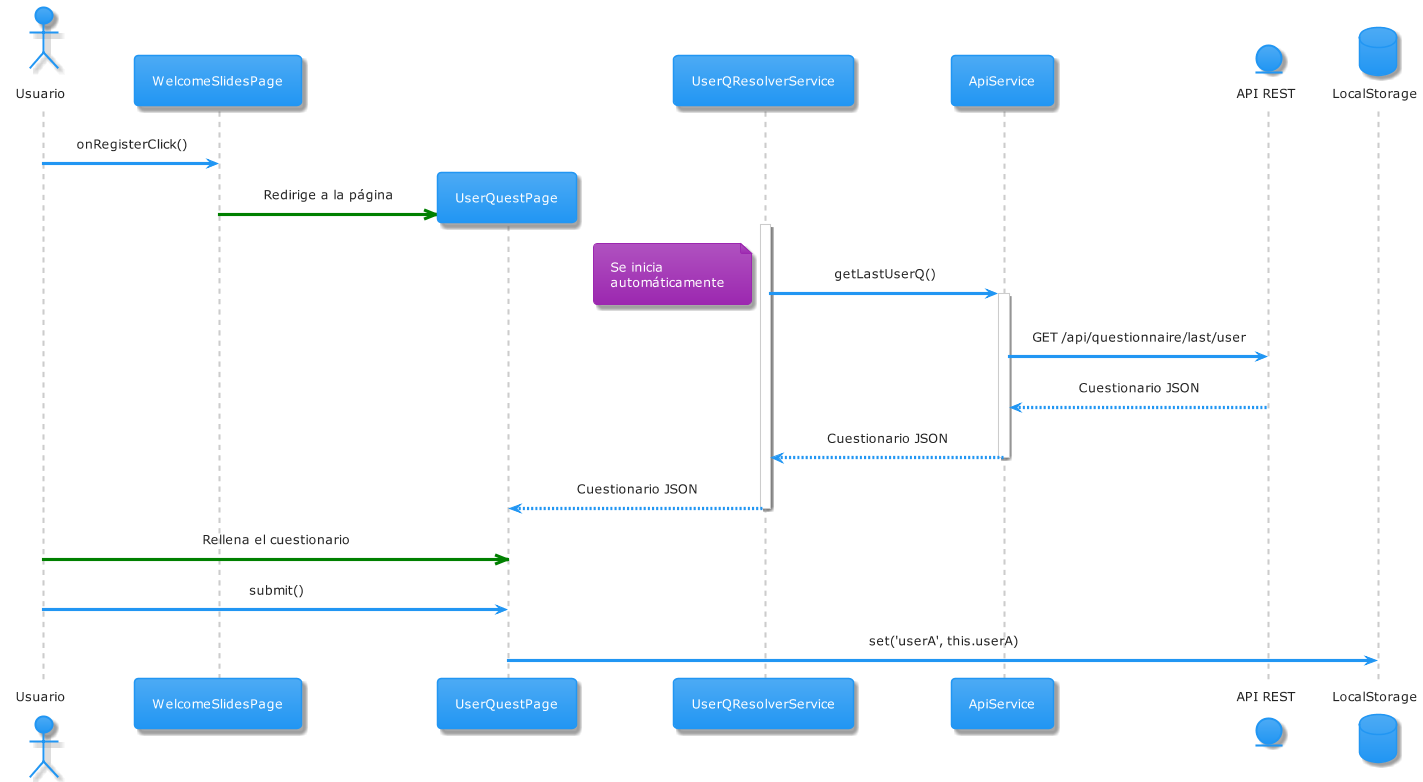 Usuario
WelcomeSlidesPage
UserQResolverService
ApiService
API REST
LocalStorage
onRegisterClick()
Redirige a la página
UserQuestPage
Se inicia
automáticamente
getLastUserQ()
GET /api/questionnaire/last/user
Cuestionario JSON
Cuestionario JSON
Cuestionario JSON
Rellena el cuestionario
submit()
set('userA', this.userA)
Usuario
WelcomeSlidesPage
UserQuestPage
UserQResolverService
ApiService
API REST
LocalStorage